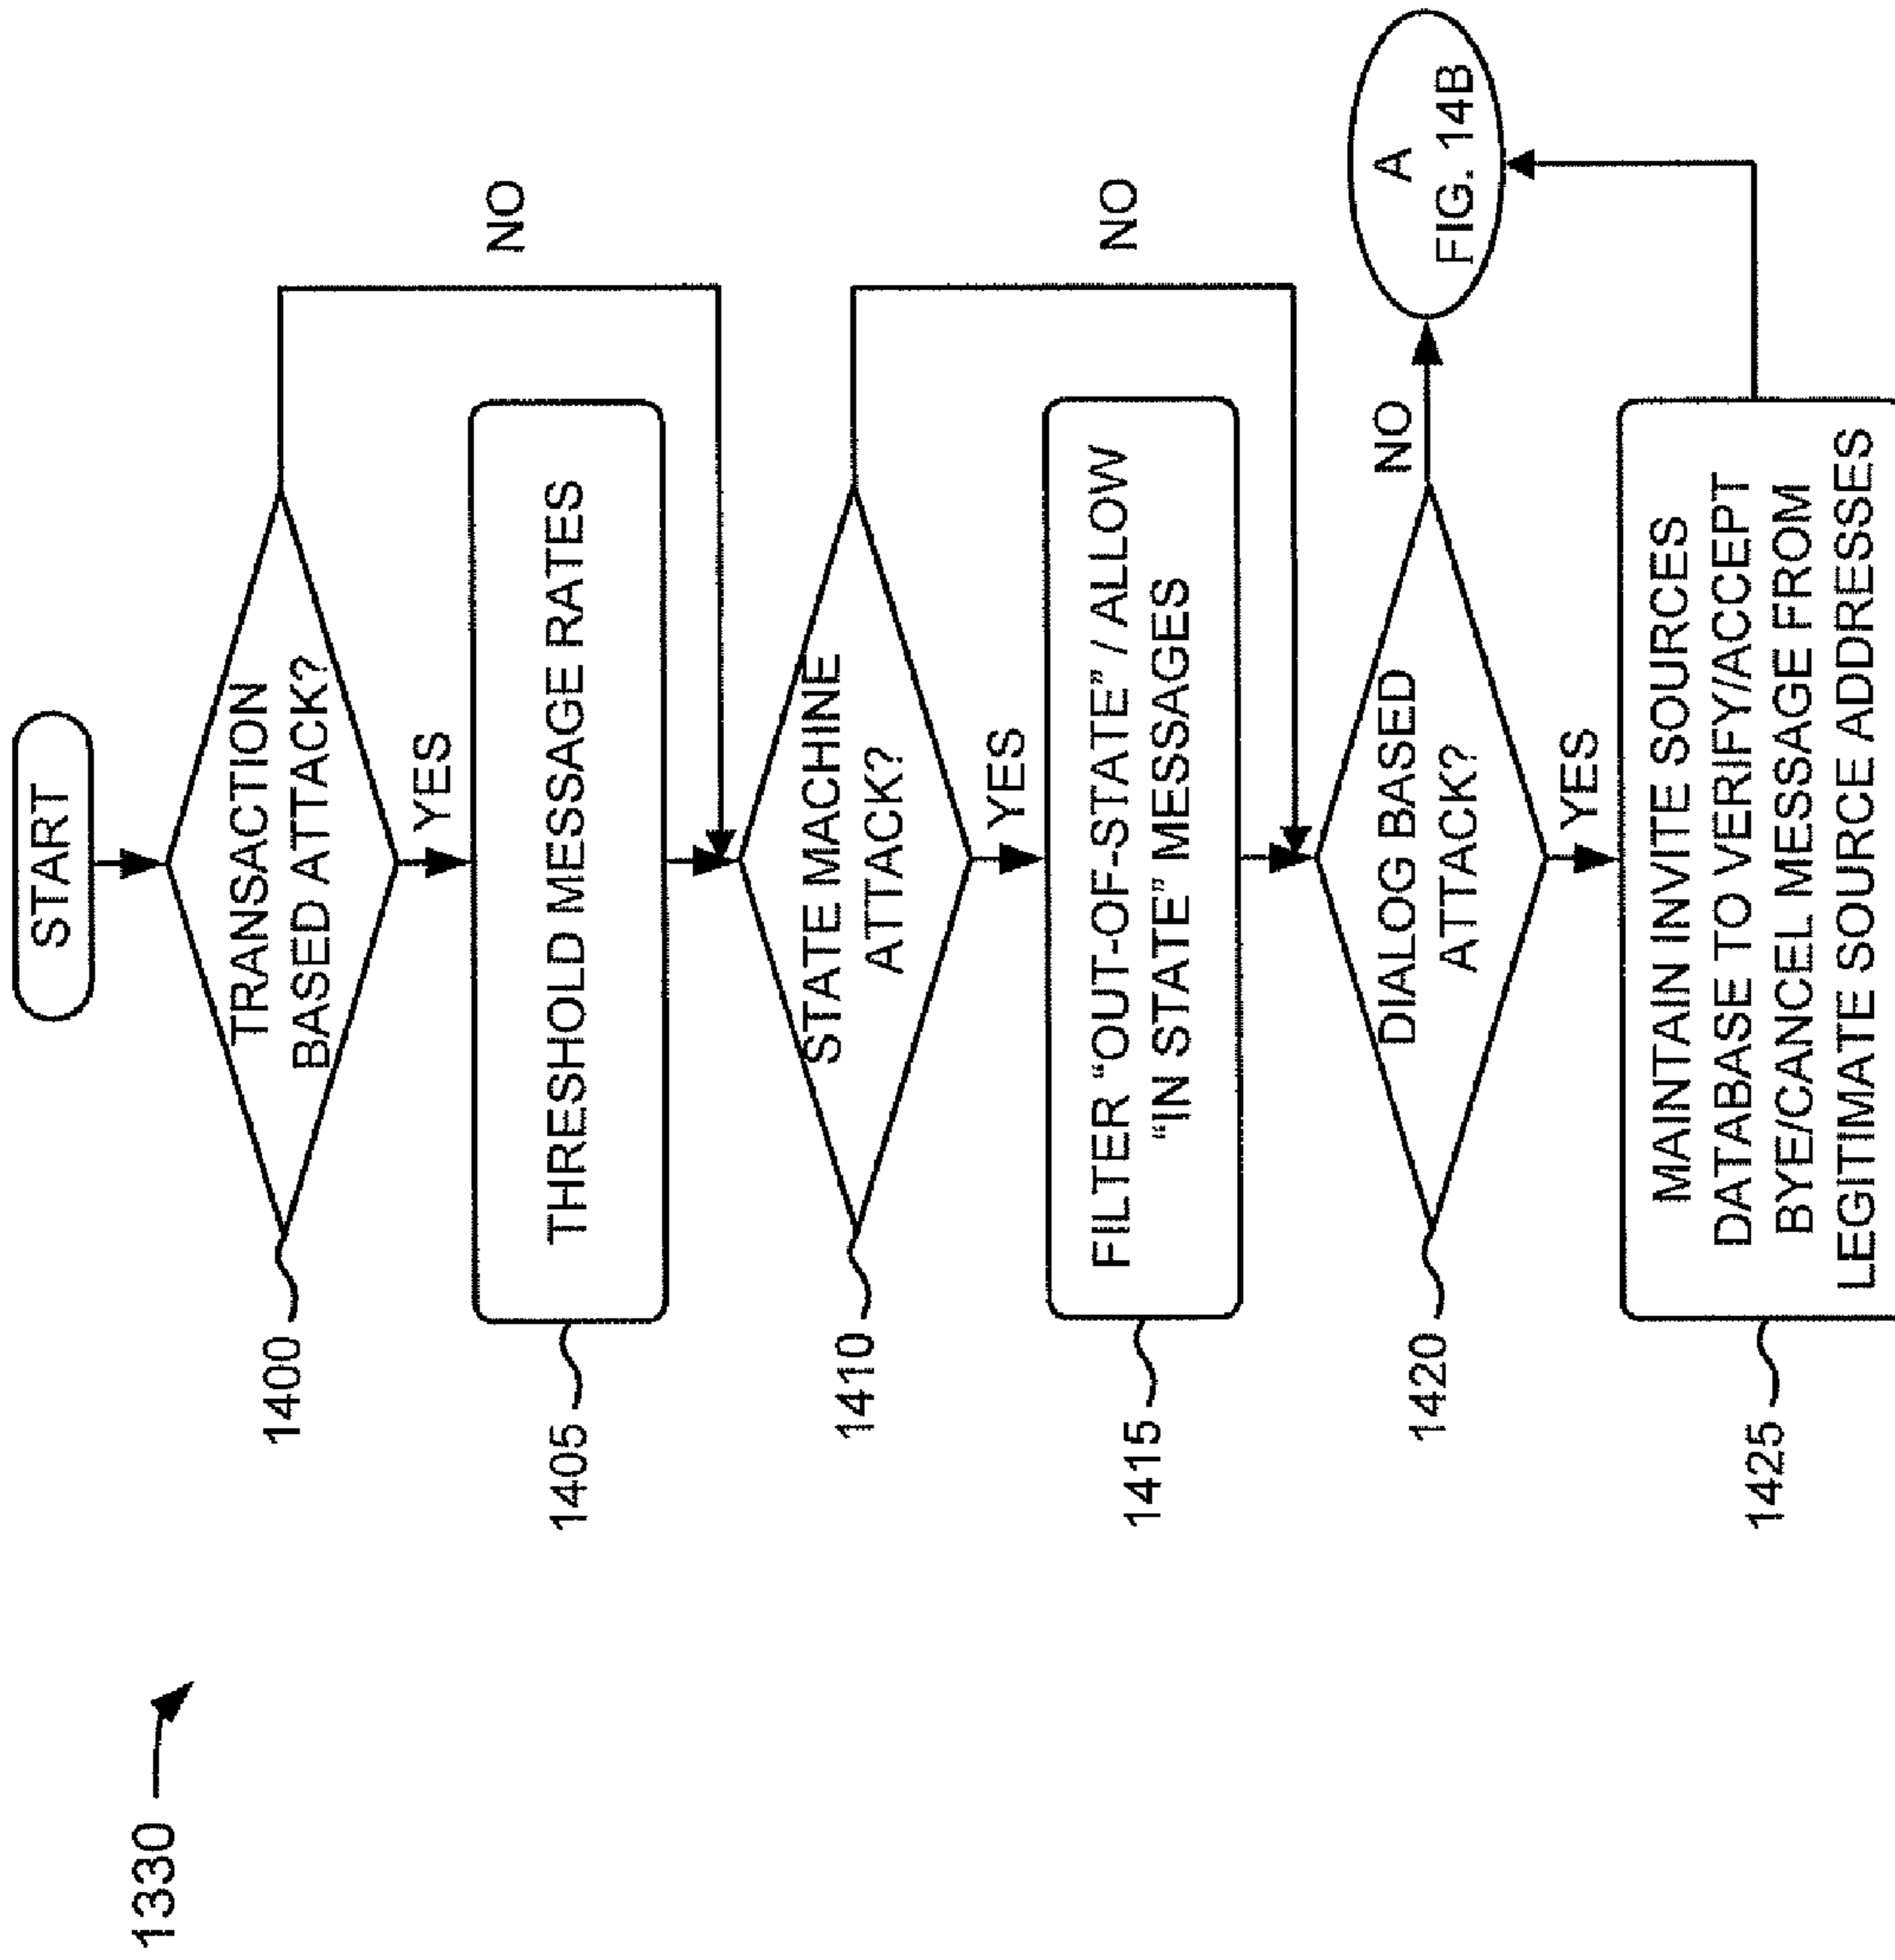 1330
START
1400
TRANSACTION
BASED ATTACK?
NO
YES
1405
THRESHOLD MESSAGE RATES
1410
STATE MACHINE
ATTACK?
NO
YES
1415
FILTER “OUT-OF-STATE” / ALLOW
“IN STATE” MESSAGES
1420
DIALOG BASED
ATTACK?
NO
A
FIG. 14B
YES
1425
MAINTAIN INVITE SOURCES
DATABASE TO VERIFY/ACCEPT
BYE/CANCEL MESSAGE FROM
LEGITIMATE SOURCE ADDRESSES